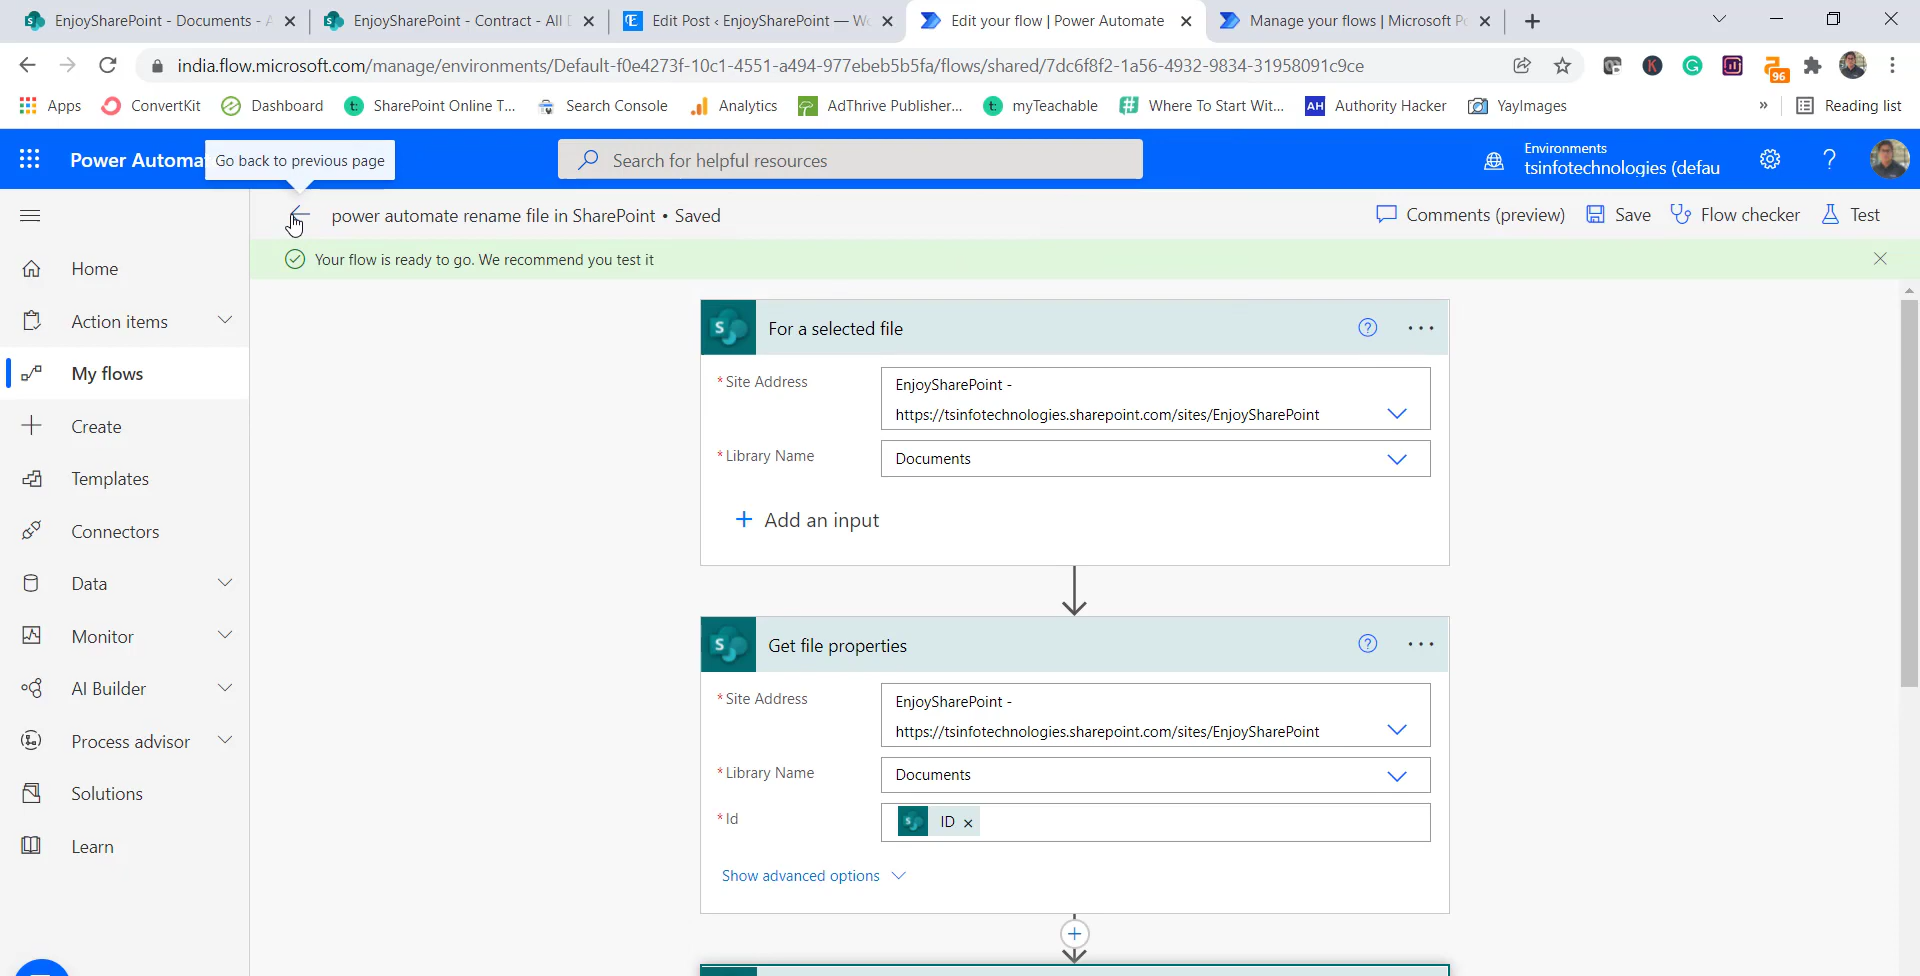 EnjoySharePoint - Documents - A
EnjoySharePoint - Contract - All D
Edit Post ‹ EnjoySharePoint — Wo
Edit your flow | Power Automate
Manage your flows | Microsoft Po
india.flow.microsoft.com/manage/environments/Default-f0e4273f-10c1-4551-a494-977ebeb5b5fa/flows/shared/7dc6f8f2-1a56-4932-9834-31958091c9ce
96
Apps
ConvertKit
Dashboard
SharePoint Online T...
Search Console
Analytics
AdThrive Publisher...
myTeachable
Where To Start Wit...
AH
Authority Hacker
YayImages
»
Reading list
Power Automa
Go back to previous page
Search for helpful resources
Environments
tsinfotechnologies (defau
power automate rename file in SharePoint • Saved
Comments (preview)
Save
Flow checker
Test
Your flow is ready to go. We recommend you test it
Home
Action items
My flows
Create
Templates
Connectors
Data
Monitor
AI Builder
Process advisor
Solutions
Learn
For a selected file
* Site Address
EnjoySharePoint -
https://tsinfotechnologies.sharepoint.com/sites/EnjoySharePoint
* Library Name
Documents
Add an input
Get file properties
* Site Address
EnjoySharePoint -
https://tsinfotechnologies.sharepoint.com/sites/EnjoySharePoint
* Library Name
Documents
* Id
ID
Show advanced options